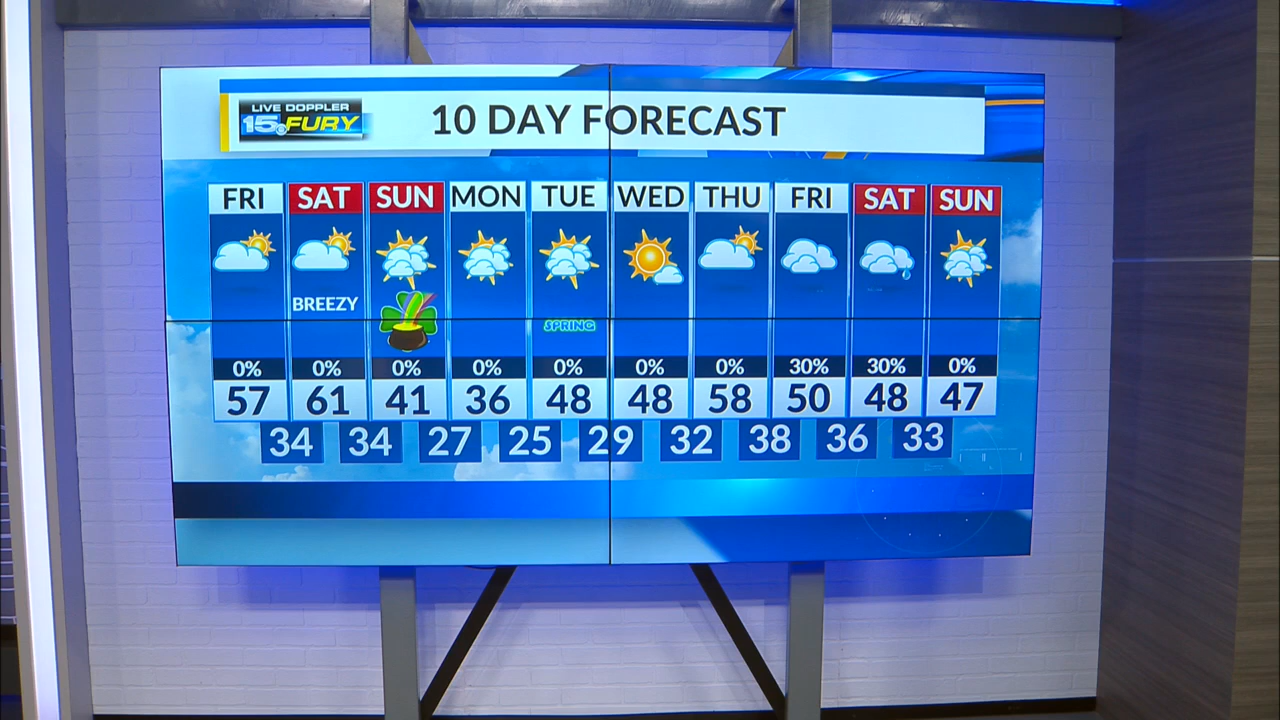 LIVE DOPPLER
15 FURY
10 DAY FORECAST
FRI SAT SUN MON TUE WED THU FRI SAT SUN
BREEZY
SPRING
0% 0% 0% 0% 0% 0% 0% 30% 30% 0%
57 61 41 36 48 48 58 50 48 47
34 34 27 25 29 32 38 36 33